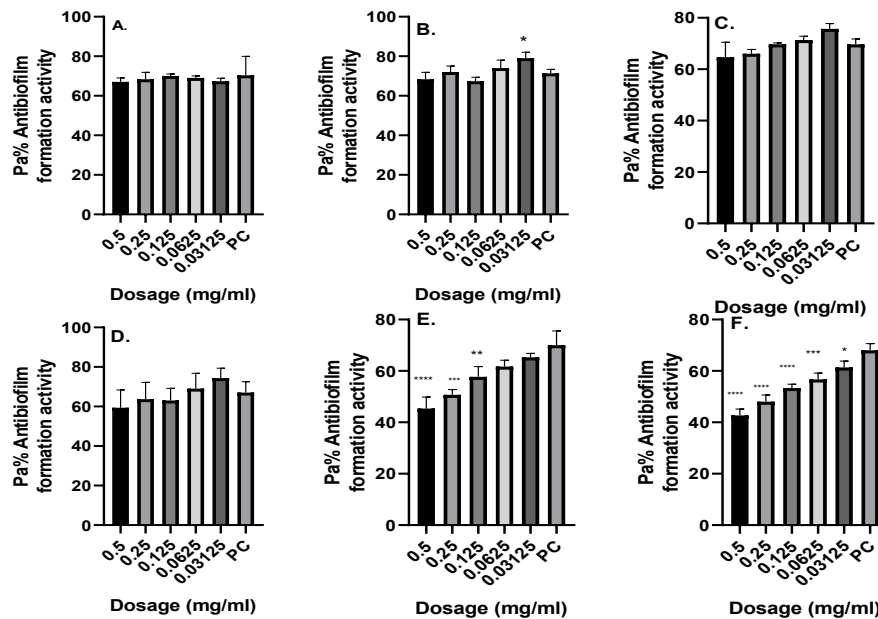 A.
Pa% Antibiofilm
formation activity
100
80
60
40
20
0
0.5
0.25
0.125
0.0625
0.03125
PC
Dosage (mg/ml)
B.
Pa% Antibiofilm
formation activity
100
80
60
40
20
0
*
0.5
0.25
0.125
0.0625
0.03125
PC
Dosage (mg/ml)
C.
Pa% Antibiofilm
formation activity
80
60
40
20
0
0.5
0.25
0.125
0.0625
0.03125
PC
Dosage (mg/ml)
D.
Pa% Antibiofilm
formation activity
100
80
60
40
20
0
0.5
0.25
0.125
0.0625
0.03125
PC
Dosage (mg/ml)
E.
Pa% Antibiofilm
formation activity
80
60
40
20
0
****
***
**
0.5
0.25
0.125
0.0625
0.03125
PC
Dosage (mg/ml)
F.
Pa% Antibiofilm
formation activity
80
60
40
20
0
****
****
****
***
*
0.5
0.25
0.125
0.0625
0.03125
PC
Dosage (mg/ml)